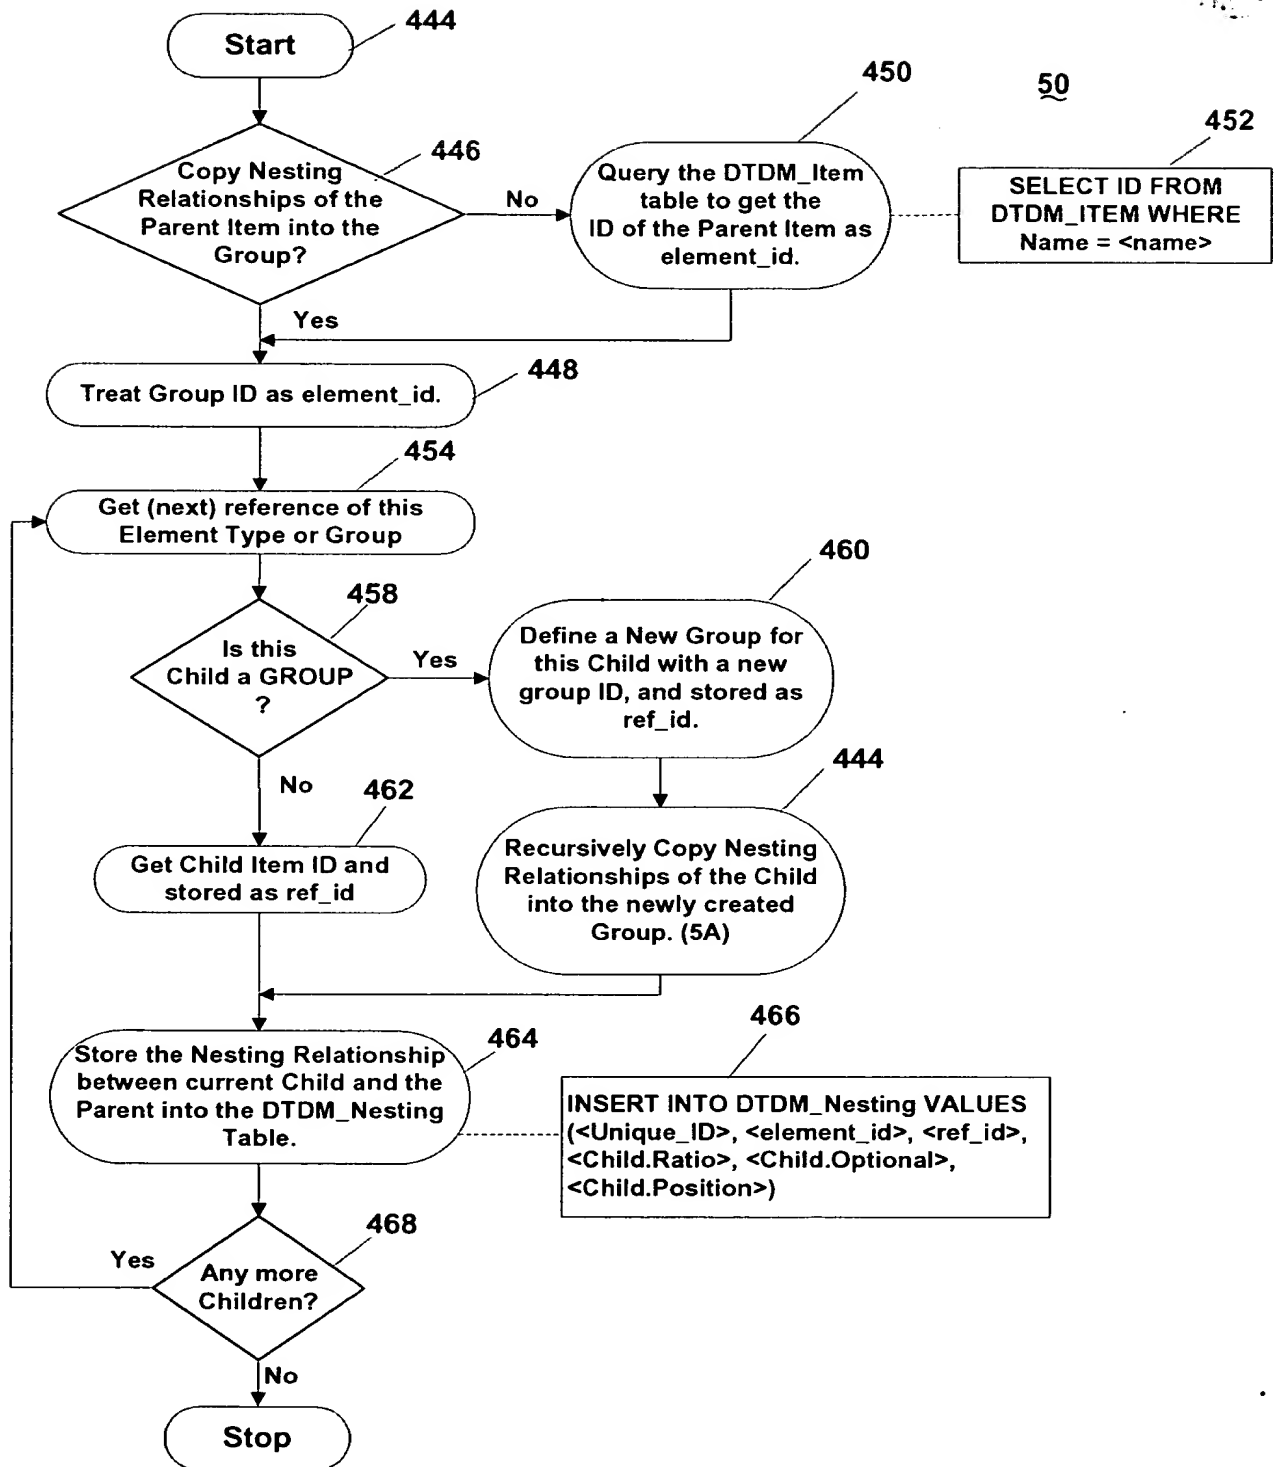 444
Start
450
50
452
446
Copy Nesting
Relationships of the
Parent Item into the
Group?
No
Query the DTDM_Item
table to get the
ID of the Parent Item as
element_id.
SELECT ID FROM
DTDM_ITEM WHERE
Name = <name>
Yes
448
Treat Group ID as element_id.
454
Get (next) reference of this
Element Type or Group
460
458
Is this
Child a GROUP
?
Yes
Define a New Group for
this Child with a new
group ID, and stored as
ref_id.
444
No
462
Get Child Item ID and
stored as ref_id
Recursively Copy Nesting
Relationships of the Child
into the newly created
Group. (5A)
466
464
Store the Nesting Relationship
between current Child and the
Parent into the DTDM_Nesting
Table.
INSERT INTO DTDM_Nesting VALUES
(<Unique_ID>, <element_id>, <ref_id>,
<Child.Ratio>, <Child.Optional>,
<Child.Position>)
468
Yes
Any more
Children?
No
Stop